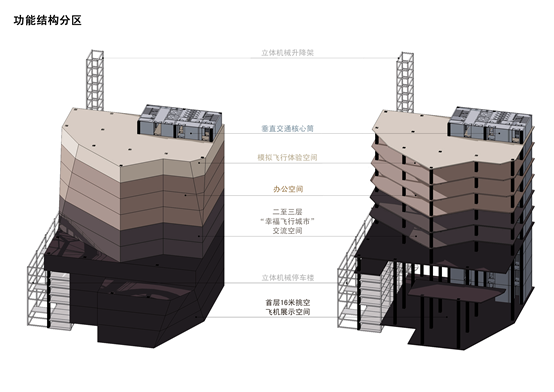 功能结构分区
立体机械升降架
垂直交通核心筒
模拟飞行体验空间
办公空间
二至三层
“幸福飞行城市”
交流空间
立体机械停车楼
首层16米挑空
飞机展示空间